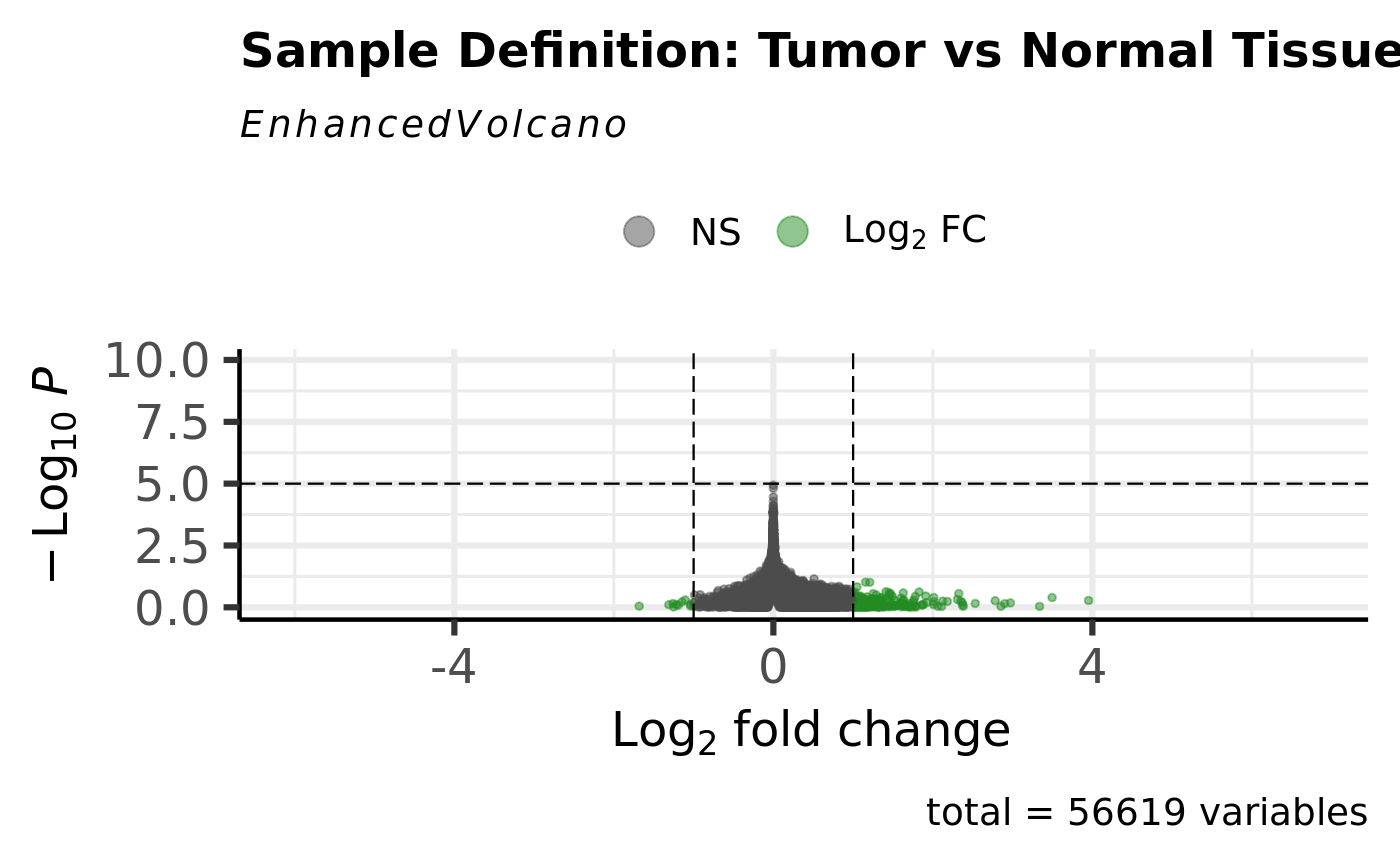 Sample Definition: Tumor vs Normal Tissue
EnhancedVolcano
NS Log₂ FC
− Log₁₀ P
10.0
7.5
5.0
2.5
0.0
-4 0 4
Log₂ fold change
total = 56619 variables